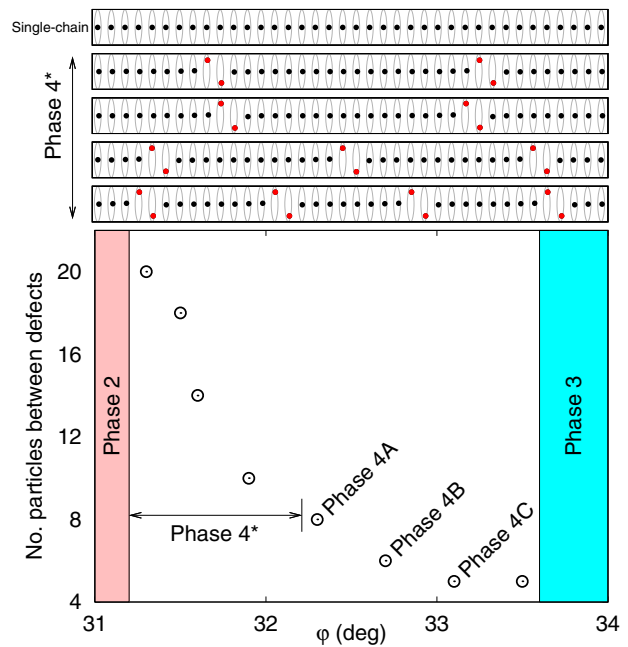 Single-chain
Phase 4*
No. particles between defects
20
16
12
8
4
Phase 2
Phase 4*
Phase 4A
Phase 4B
Phase 4C
Phase 3
31
32
33
34
φ (deg)